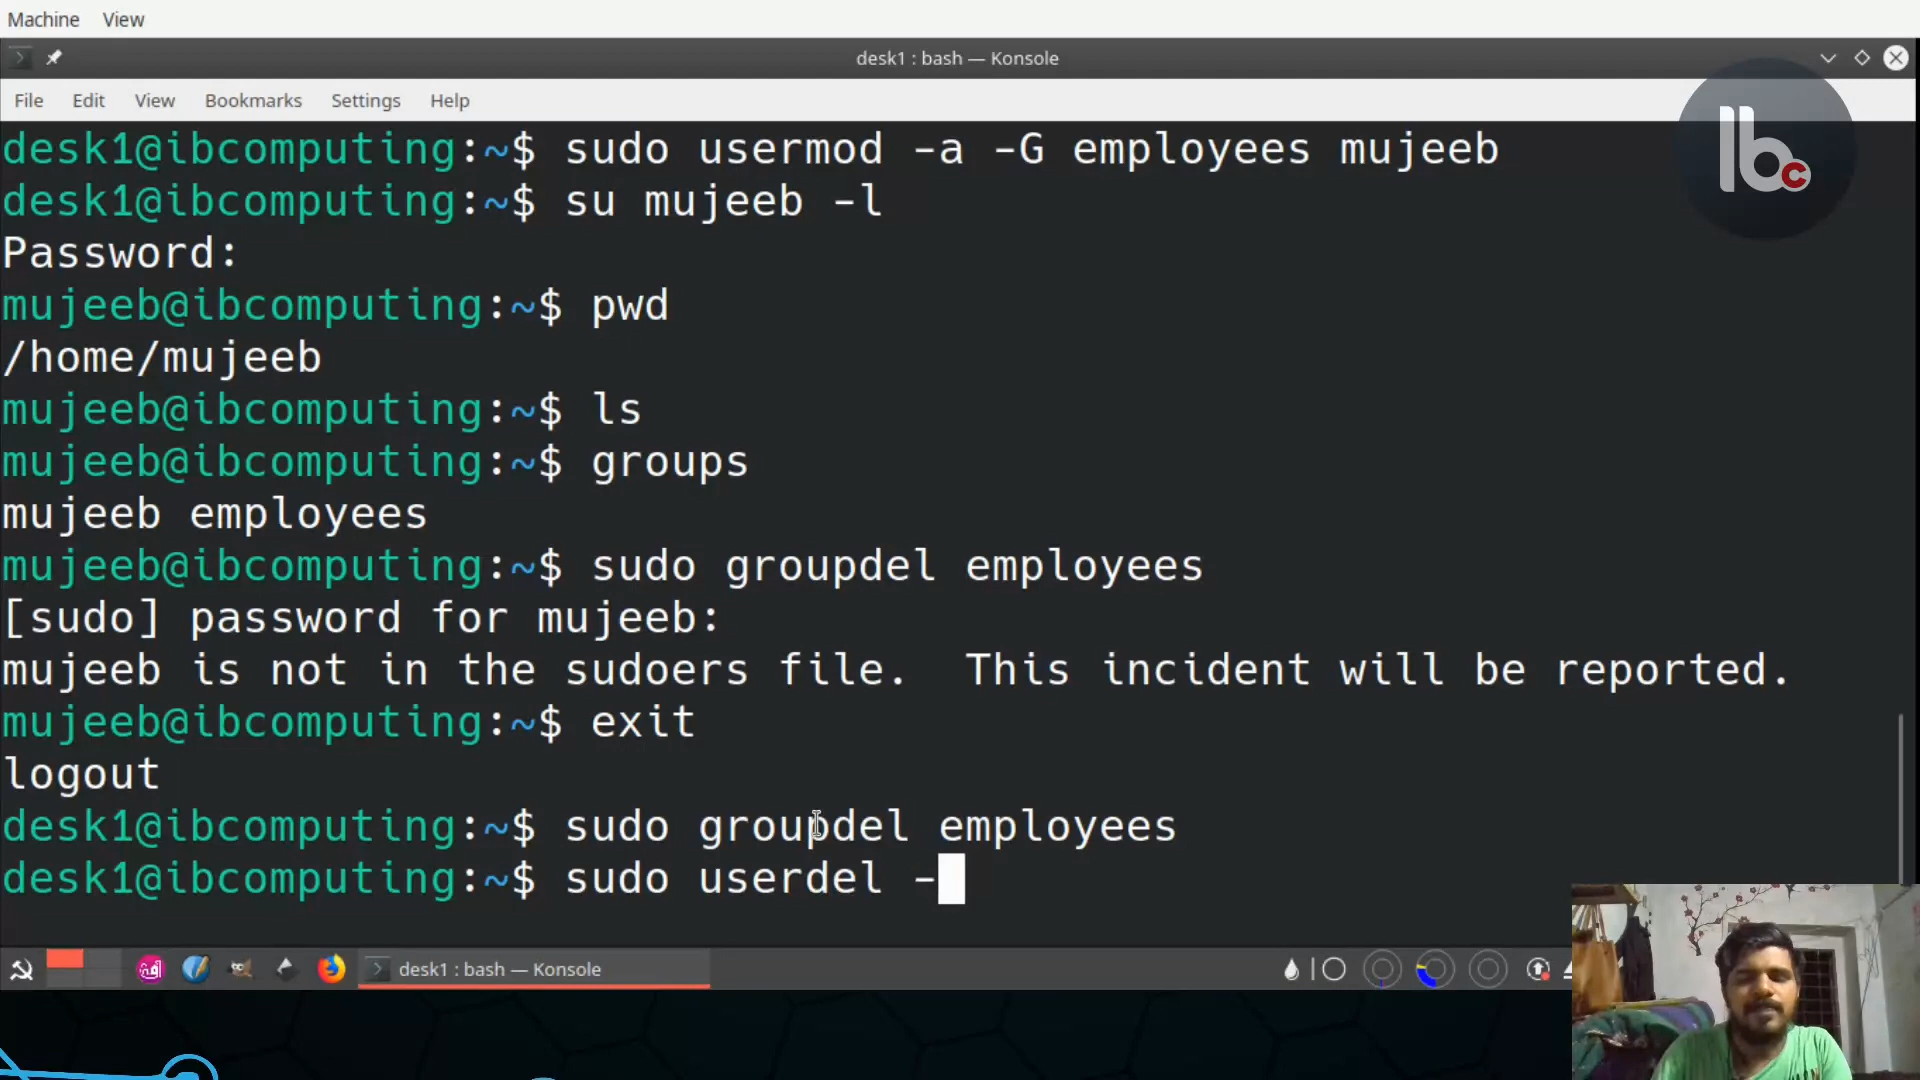 Machine View
desk1 : bash — Konsole
File Edit View Bookmarks Settings Help
Ibc
desk1@ibcomputing:~$ sudo usermod -a -G employees mujeeb
desk1@ibcomputing:~$ su mujeeb -l
Password:
mujeeb@ibcomputing:~$ pwd
/home/mujeeb
mujeeb@ibcomputing:~$ ls
mujeeb@ibcomputing:~$ groups
mujeeb employees
mujeeb@ibcomputing:~$ sudo groupdel employees
[sudo] password for mujeeb:
mujeeb is not in the sudoers file.  This incident will be reported.
mujeeb@ibcomputing:~$ exit
logout
desk1@ibcomputing:~$ sudo groupdel employees
desk1@ibcomputing:~$ sudo userdel -
desk1 : bash — Konsole